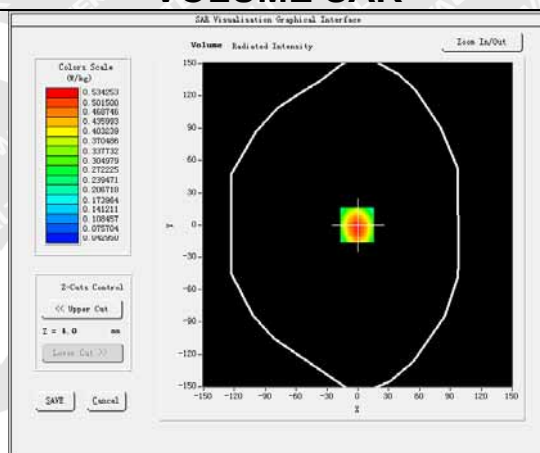 VOLUME SAR
SAR Visualisation Graphical Interface
Volume Radiated Intensity
Zoom In/Out
Colors Scale
(W/kg)
0.534253
0.501500
0.468746
0.435993
0.403239
0.370486
0.337732
0.304979
0.272225
0.239471
0.206718
0.173964
0.141211
0.108457
0.075704
0.042950
Z-Cuts Control
<< Upper Cut
Z = 4.0 mm
Lower Cut >>
SAVE
Cancel
150
120
90
60
30
0
-30
-60
-90
-120
-150
Y
-150 -120 -90 -60 -30 0 30 60 90 120 150
X